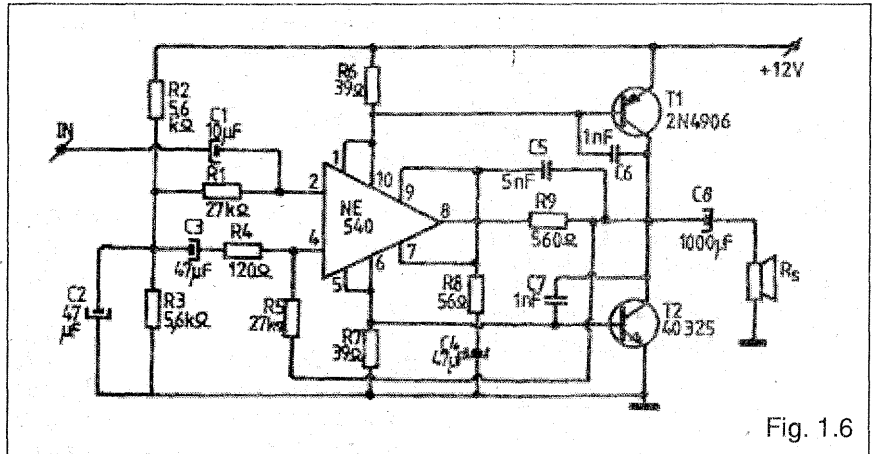 +12V
R6
39Ω
R2
5,6
kΩ
T1
2N4906
C1
10µF
IN
1nF
C6
C5
5nF
1
10
9
2
R1
27kΩ
NE
540
8
R9
560Ω
C8
1000µF
C3
47µF
R4
120Ω
4
7
6
5
Rs
R8
56Ω
C7
1nF
C2
47
µF
R3
5,6kΩ
R5
27kΩ
T2
40325
R7
39Ω
C4
47µF
Fig. 1.6